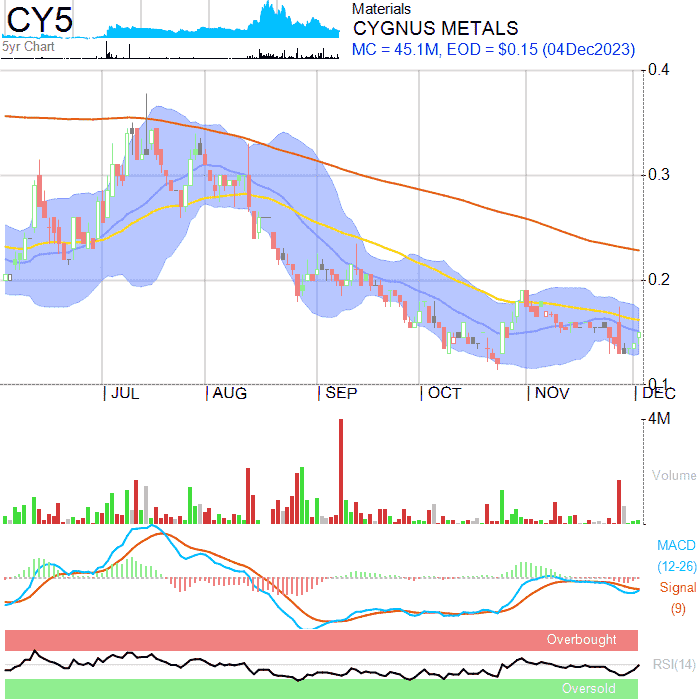 CY5
5yr Chart
Materials
CYGNUS METALS
MC = 45.1M, EOD = $0.15 (04Dec2023)
0.4
0.3
0.2
0.1
JUL AUG SEP OCT NOV DEC
4M
Volume
MACD
(12-26)
Signal
(9)
Overbought
RSI(14)
Oversold